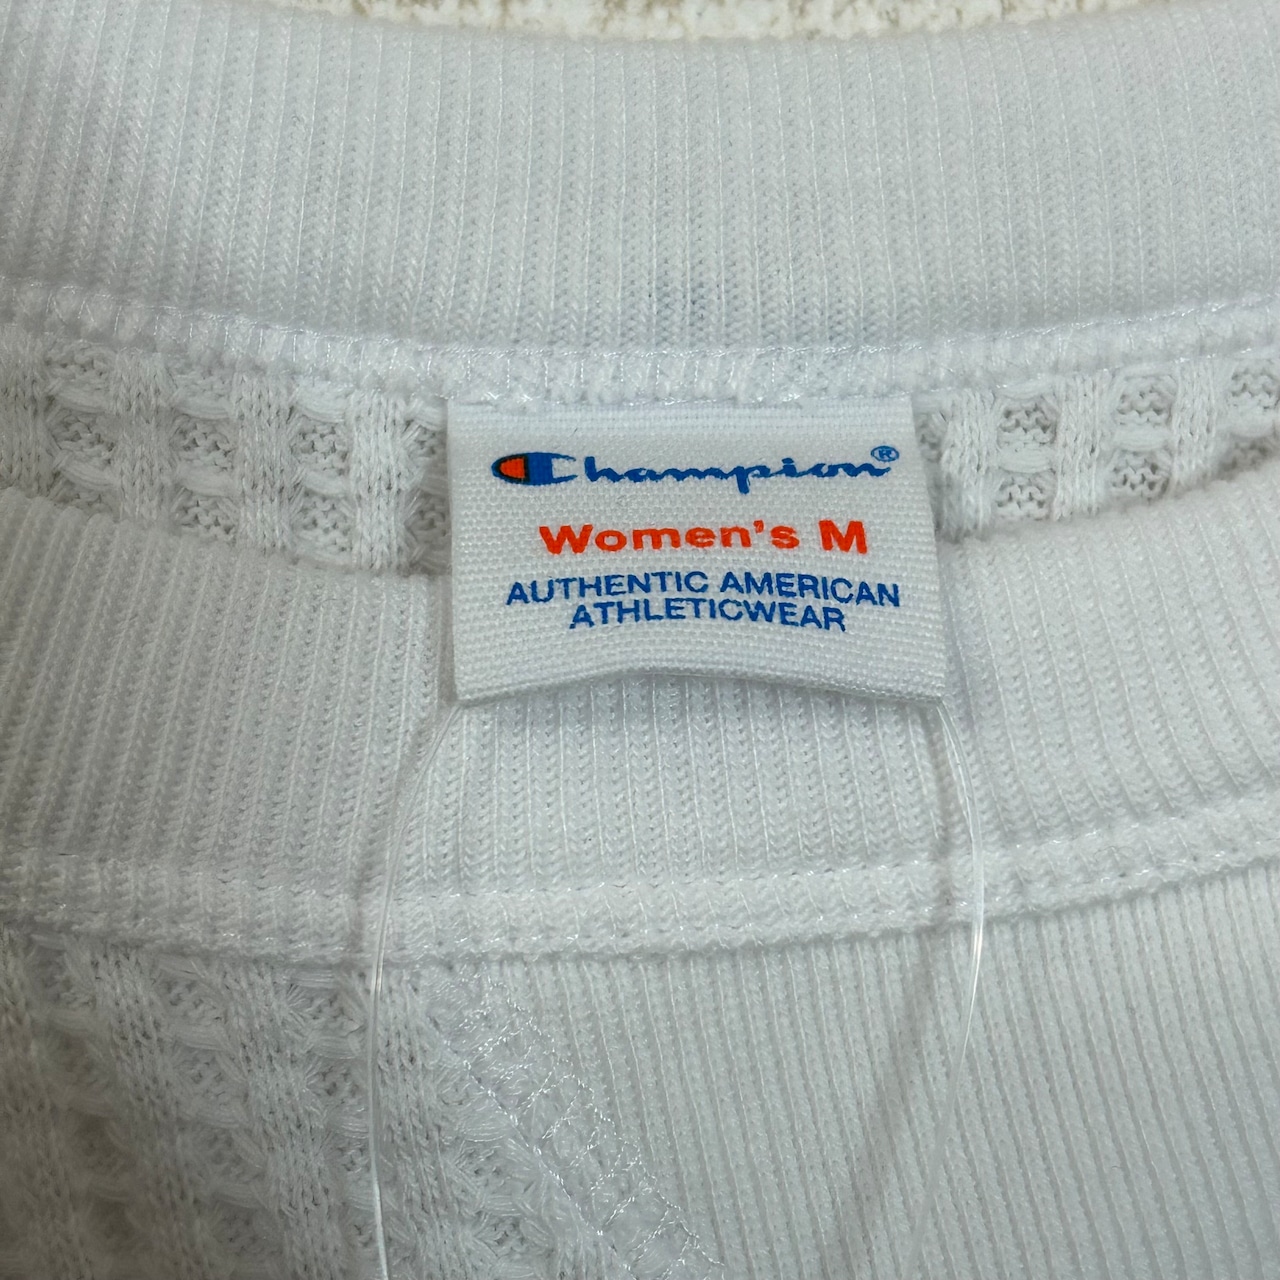 Champion®
Women's M
AUTHENTIC AMERICAN
ATHLETICWEAR